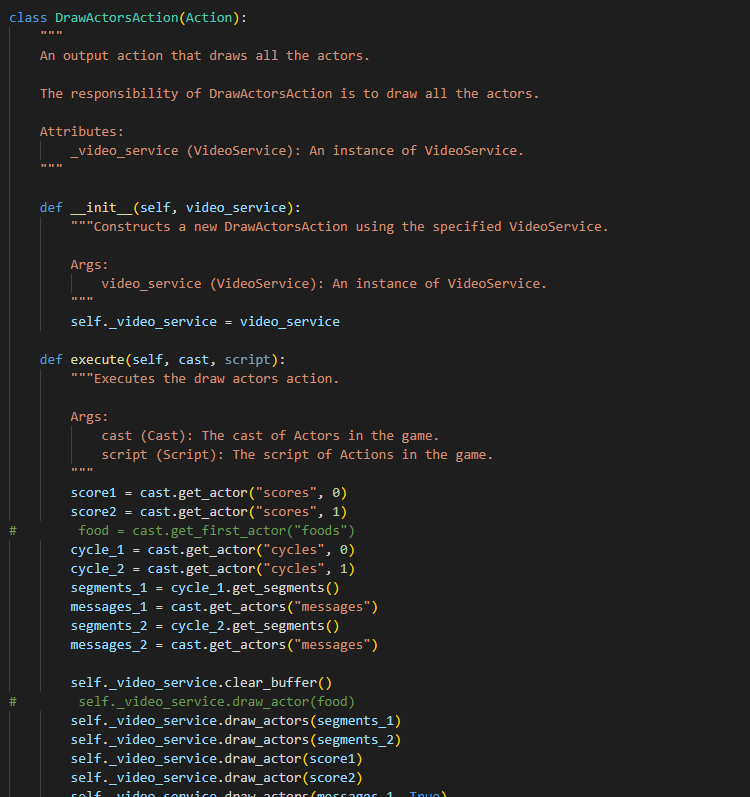 class DrawActorsAction(Action):
    """
    An output action that draws all the actors.

    The responsibility of DrawActorsAction is to draw all the actors.

    Attributes:
        _video_service (VideoService): An instance of VideoService.
    """

    def __init__(self, video_service):
        """Constructs a new DrawActorsAction using the specified VideoService.

        Args:
            video_service (VideoService): An instance of VideoService.
        """
        self._video_service = video_service

    def execute(self, cast, script):
        """Executes the draw actors action.

        Args:
            cast (Cast): The cast of Actors in the game.
            script (Script): The script of Actions in the game.
        """
        score1 = cast.get_actor("scores", 0)
        score2 = cast.get_actor("scores", 1)
#        food = cast.get_first_actor("foods")
        cycle_1 = cast.get_actor("cycles", 0)
        cycle_2 = cast.get_actor("cycles", 1)
        segments_1 = cycle_1.get_segments()
        messages_1 = cast.get_actors("messages")
        segments_2 = cycle_2.get_segments()
        messages_2 = cast.get_actors("messages")

        self._video_service.clear_buffer()
#        self._video_service.draw_actor(food)
        self._video_service.draw_actors(segments_1)
        self._video_service.draw_actors(segments_2)
        self._video_service.draw_actor(score1)
        self._video_service.draw_actor(score2)
        self._video_service.draw_actors(messages_1, True)